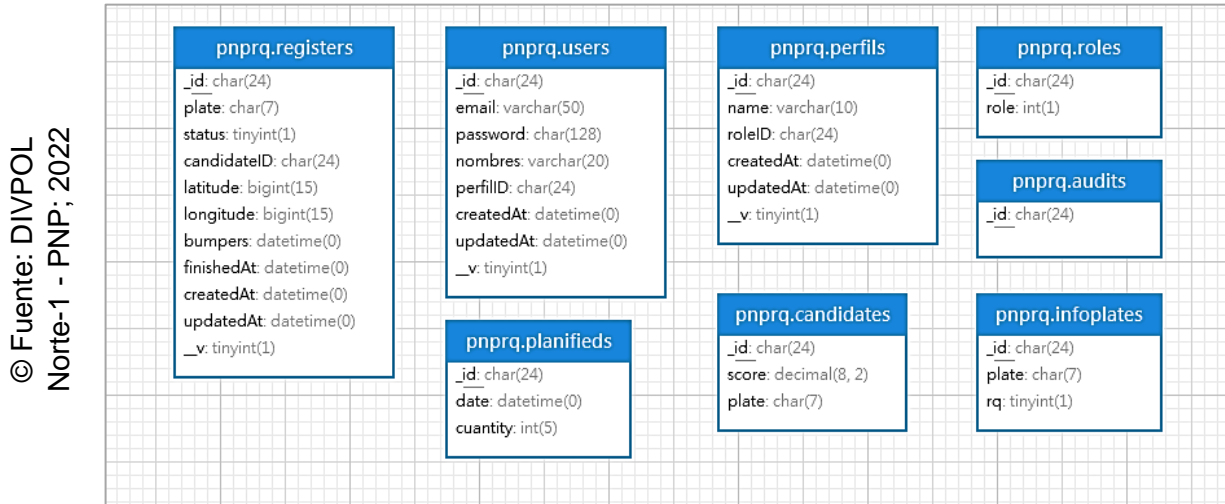 © Fuente: DIVPOL
Norte-1 - PNP; 2022
pnprq.registers
_id: char(24)
plate: char(7)
status: tinyint(1)
candidateID: char(24)
latitude: bigint(15)
longitude: bigint(15)
bumpers: datetime(0)
finishedAt: datetime(0)
createdAt: datetime(0)
updatedAt: datetime(0)
__v: tinyint(1)
pnprq.users
_id: char(24)
email: varchar(50)
password: char(128)
nombres: varchar(20)
perfilID: char(24)
createdAt: datetime(0)
updatedAt: datetime(0)
__v: tinyint(1)
pnprq.planifieds
_id: char(24)
date: datetime(0)
cuantity: int(5)
pnprq.perfils
_id: char(24)
name: varchar(10)
roleID: char(24)
createdAt: datetime(0)
updatedAt: datetime(0)
__v: tinyint(1)
pnprq.candidates
_id: char(24)
score: decimal(8, 2)
plate: char(7)
pnprq.roles
_id: char(24)
role: int(1)
pnprq.audits
_id: char(24)
pnprq.infoplates
_id: char(24)
plate: char(7)
rq: tinyint(1)